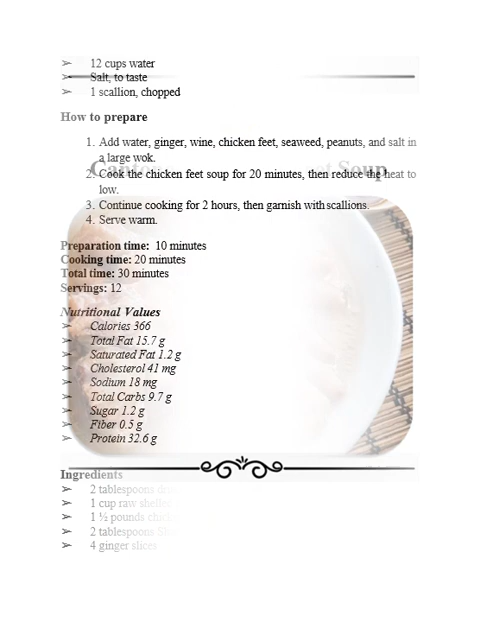 ➢ 12 cups water
➢ Salt, to taste
➢ 1 scallion, chopped
How to prepare
1. Add water, ginger, wine, chicken feet, seaweed, peanuts, and salt in
a large wok.
Soup
2. Cook the chicken feet soup for 20 minutes, then reduce the heat to
low.
3. Continue cooking for 2 hours, then garnish with scallions.
4. Serve warm.
Preparation time: 10 minutes
Cooking time: 20 minutes
Total time: 30 minutes
Servings: 12
Nutritional Values
➢ Calories 366
➢ Total Fat 15.7 g
➢ Saturated Fat 1.2 g
➢ Cholesterol 41 mg
➢ Sodium 18 mg
➢ Total Carbs 9.7 g
➢ Sugar 1.2 g
➢ Fiber 0.5 g
➢ Protein 32.6 g
Ingredients
➢ 2 tablespoons
➢ 1 cup raw shelled
➢ 1 ½ pounds
➢ 2 tablespoons
➢ 4 ginger slices